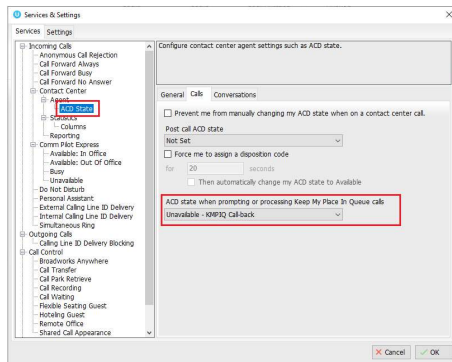 Services & Settings
Services Settings
Incoming Calls
Anonymous Call Rejection
Call Forward Always
Call Forward Busy
Call Forward No Answer
Contact Center
Agent
ACD State
Statistics
Columns
Reporting
Comm Pilot Express
Available: In Office
Available: Out Of Office
Busy
Unavailable
Do Not Disturb
Personal Assistant
External Calling Line ID Delivery
Internal Calling Line ID Delivery
Simultaneous Ring
Outgoing Calls
Calling Line ID Delivery Blocking
Call Control
Broadworks Anywhere
Call Transfer
Call Park Retrieve
Call Recording
Call Waiting
Flexible Seating Guest
Hoteling Guest
Remote Office
Shared Call Appearance
Configure contact center agent settings such as ACD state.
General Calls Conversations
Prevent me from manually changing my ACD state when on a contact center call.
Post call ACD state
Not Set
Force me to assign a disposition code
for 20 seconds
Then automatically change my ACD state to Available
ACD state when prompting or processing Keep My Place In Queue calls
Unavailable - KMPIQ Call-back
Cancel OK